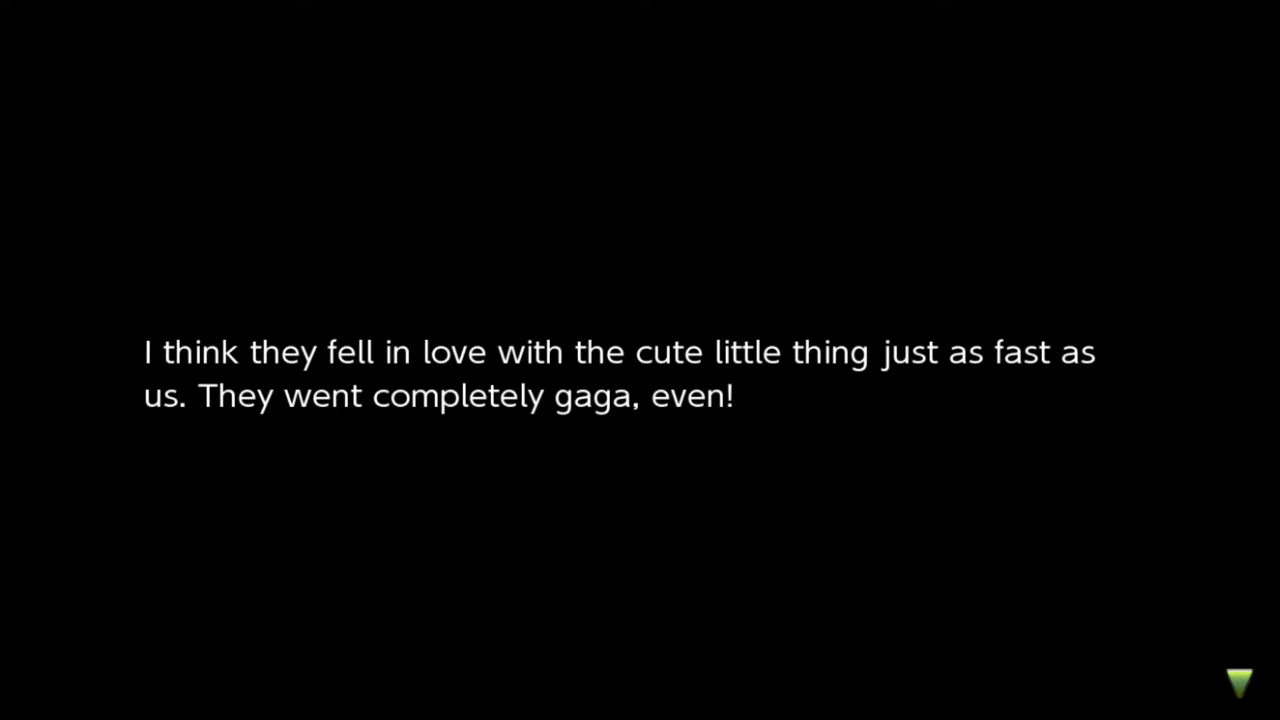 I think they fell in love with the cute little thing just as fast as
us. They went completely gaga, even!